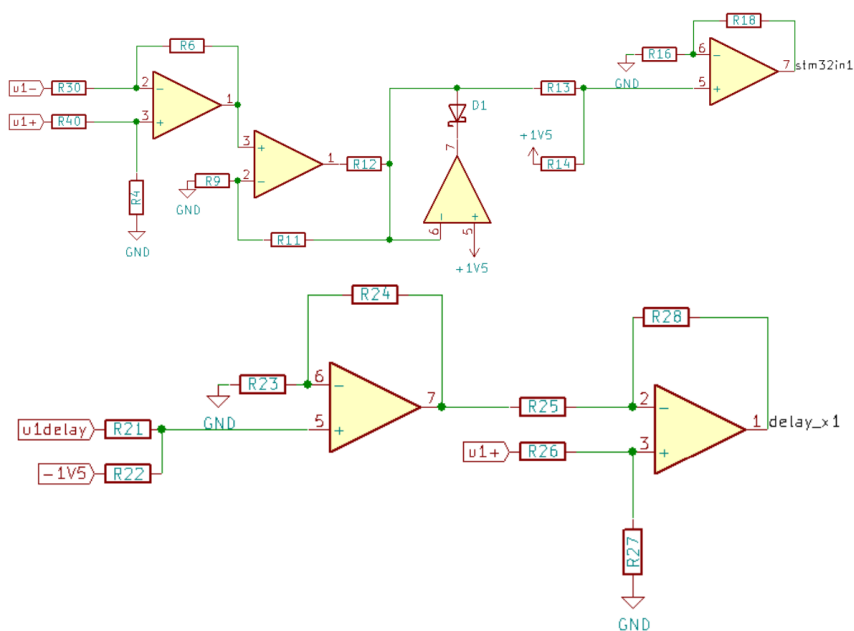 R6
R18
u1- R30 2 - 1
R16 6 - 7 stm32in1
GND 5 +
u1+ R40 3 +
D1
R13
+1V5
R14
7
3 + 1 R12
R9 2 -
GND
R4
GND
R11
- +
6 5
+1V5
R24
R28
R23 6 - 7
GND 5 +
R25 2 - 1 delay_x1
u1delay R21
u1+ R26 3 +
-1V5 R22
R27
GND